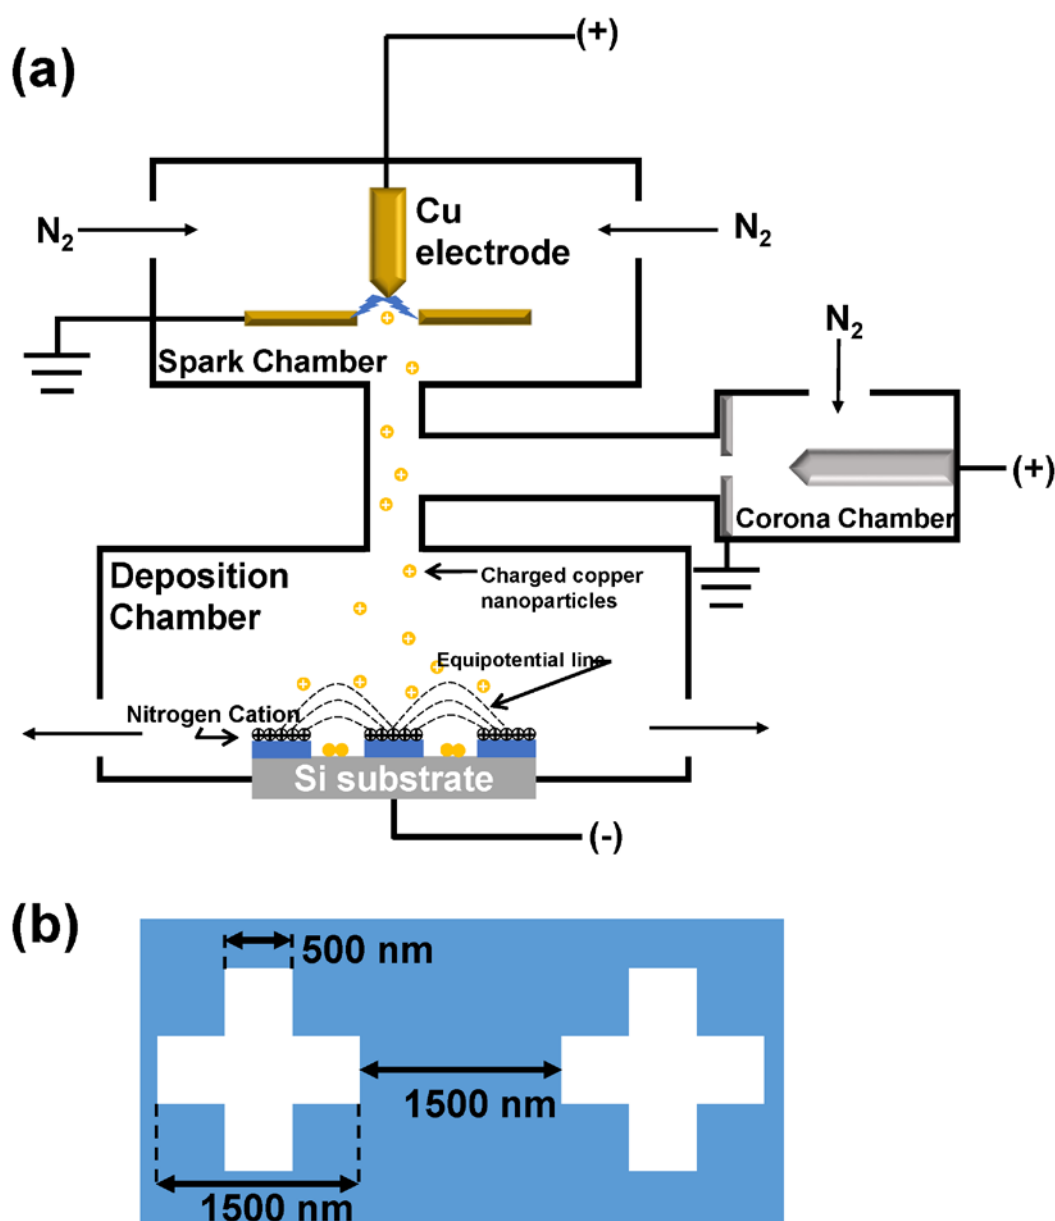 (a)
(+)
N₂
Cu
electrode
N₂
Spark Chamber
N₂
(+)
Corona Chamber
Deposition
Chamber
Charged copper
nanoparticles
Equipotential line
Nitrogen Cation
Si substrate
(-)
(b)
500 nm
1500 nm
1500 nm